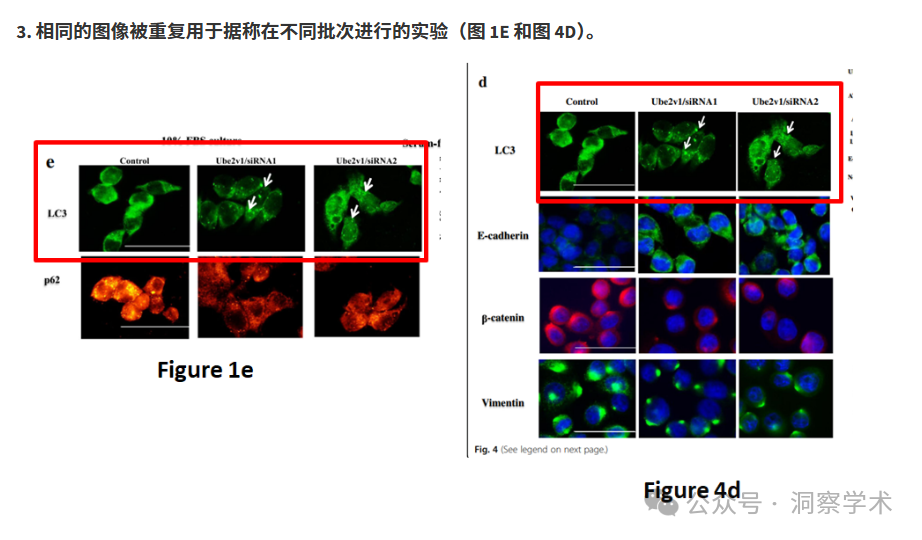 3. 相同的图像被重复用于据称在不同批次进行的实验（图 1E 和图 4D）。
d
Control Ube2v1/siRNA1 Ube2v1/siRNA2
LC3
E-cadherin
β-catenin
Vimentin
Fig. 4 (See legend on next page.)
10% FBS culture
e
Control Ube2v1/siRNA1 Ube2v1/siRNA2
LC3
p62
Figure 1e
Figure 4d
公众号 · 洞察学术